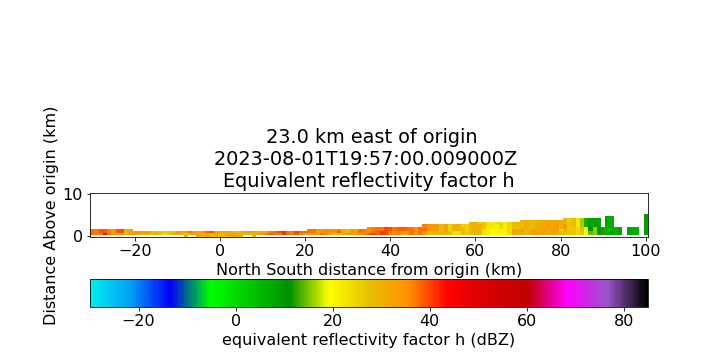 23.0 km east of origin
2023-08-01T19:57:00.009000Z
Equivalent reflectivity factor h
Distance Above origin (km)
10
0
−20 0 20 40 60 80 100
North South distance from origin (km)
−20 0 20 40 60 80
equivalent reflectivity factor h (dBZ)